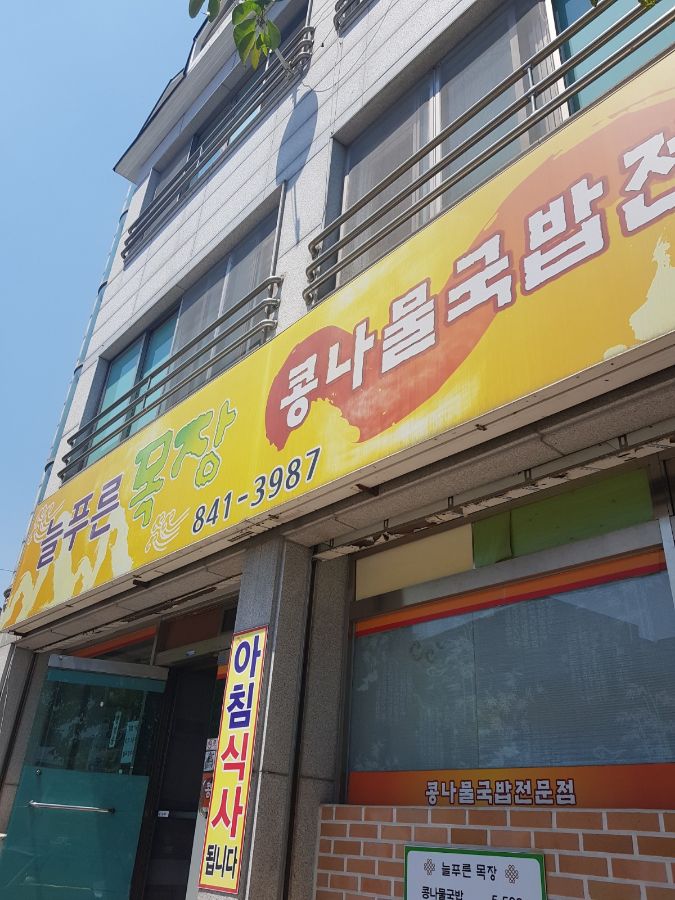 늘푸른 목장
841-3987
콩나물국밥전
아침식사
됩니다
콩나물국밥전문점
늘푸른 목장
콩나물국밥